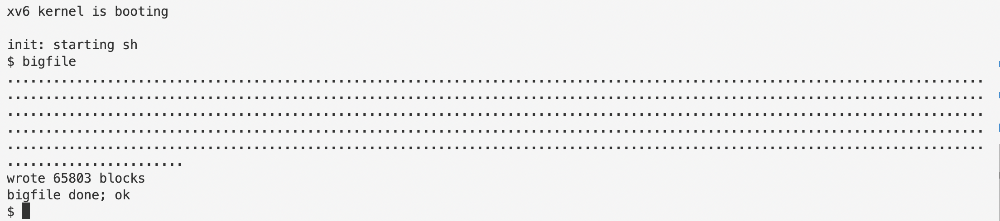 xv6 kernel is booting
init: starting sh
$ bigfile
...............................................................................................................................
...............................................................................................................................
...............................................................................................................................
...............................................................................................................................
...............................................................................................................................
.......................
wrote 65803 blocks
bigfile done; ok
$